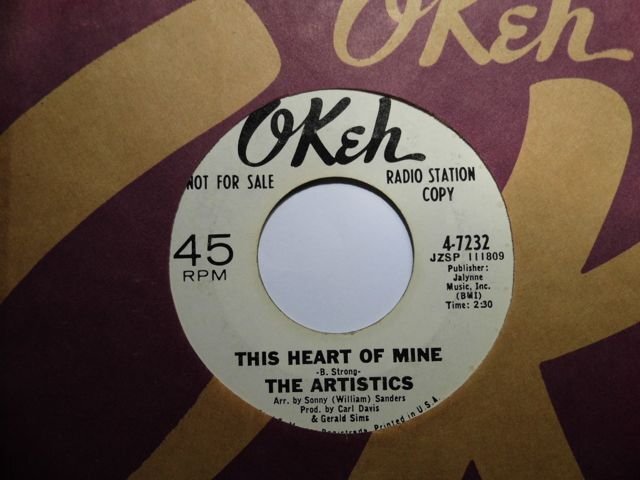 OKeh
OKeh
NOT FOR SALE
RADIO STATION
COPY
45
RPM
4-7232
JZSP 111809
Publisher:
Jalynne
Music, Inc.
(BMI)
Time: 2:30
THIS HEART OF MINE
-B. Strong-
THE ARTISTICS
Arr. by Sonny (William) Sanders
Prod. by Carl Davis
& Gerald Sims
Printed in U.S.A.